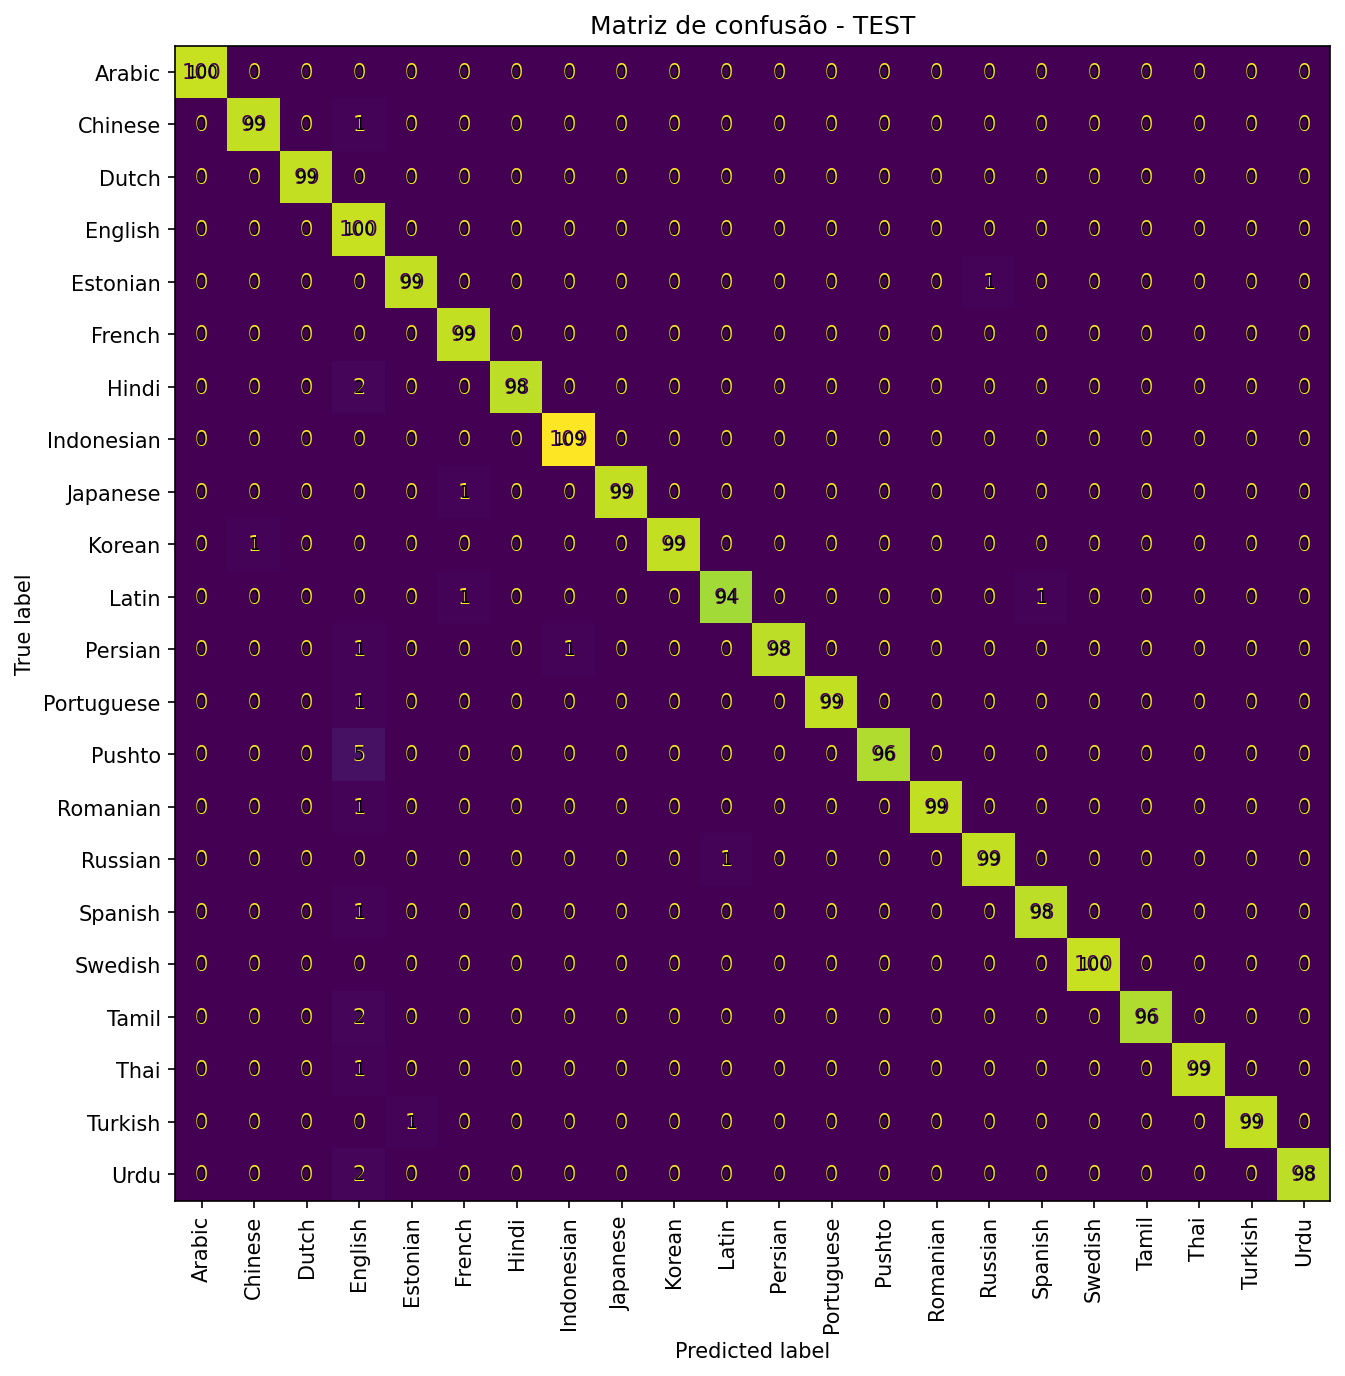 Matriz de confusão - TEST
Arabic 100 0 0 0 0 0 0 0 0 0 0 0 0 0 0 0 0 0 0 0 0 0
Chinese 0 99 0 1 0 0 0 0 0 0 0 0 0 0 0 0 0 0 0 0 0 0
Dutch 0 0 99 0 0 0 0 0 0 0 0 0 0 0 0 0 0 0 0 0 0 0
English 0 0 0 100 0 0 0 0 0 0 0 0 0 0 0 0 0 0 0 0 0 0
Estonian 0 0 0 0 99 0 0 0 0 0 0 0 0 0 0 1 0 0 0 0 0 0
French 0 0 0 0 0 99 0 0 0 0 0 0 0 0 0 0 0 0 0 0 0 0
Hindi 0 0 0 2 0 0 98 0 0 0 0 0 0 0 0 0 0 0 0 0 0 0
Indonesian 0 0 0 0 0 0 0 109 0 0 0 0 0 0 0 0 0 0 0 0 0 0
Japanese 0 0 0 0 0 1 0 0 99 0 0 0 0 0 0 0 0 0 0 0 0 0
Korean 0 1 0 0 0 0 0 0 0 99 0 0 0 0 0 0 0 0 0 0 0 0
Latin 0 0 0 0 0 1 0 0 0 0 94 0 0 0 0 0 1 0 0 0 0 0
Persian 0 0 0 1 0 0 0 1 0 0 0 98 0 0 0 0 0 0 0 0 0 0
Portuguese 0 0 0 1 0 0 0 0 0 0 0 0 99 0 0 0 0 0 0 0 0 0
Pushto 0 0 0 5 0 0 0 0 0 0 0 0 0 96 0 0 0 0 0 0 0 0
Romanian 0 0 0 1 0 0 0 0 0 0 0 0 0 0 99 0 0 0 0 0 0 0
Russian 0 0 0 0 0 0 0 0 0 0 1 0 0 0 0 99 0 0 0 0 0 0
Spanish 0 0 0 1 0 0 0 0 0 0 0 0 0 0 0 0 98 0 0 0 0 0
Swedish 0 0 0 0 0 0 0 0 0 0 0 0 0 0 0 0 0 100 0 0 0 0
Tamil 0 0 0 2 0 0 0 0 0 0 0 0 0 0 0 0 0 0 96 0 0 0
Thai 0 0 0 1 0 0 0 0 0 0 0 0 0 0 0 0 0 0 0 99 0 0
Turkish 0 0 0 0 1 0 0 0 0 0 0 0 0 0 0 0 0 0 0 0 99 0
Urdu 0 0 0 2 0 0 0 0 0 0 0 0 0 0 0 0 0 0 0 0 0 98
True label
Arabic Chinese Dutch English Estonian French Hindi Indonesian Japanese Korean Latin Persian Portuguese Pushto Romanian Russian Spanish Swedish Tamil Thai Turkish Urdu
Predicted label